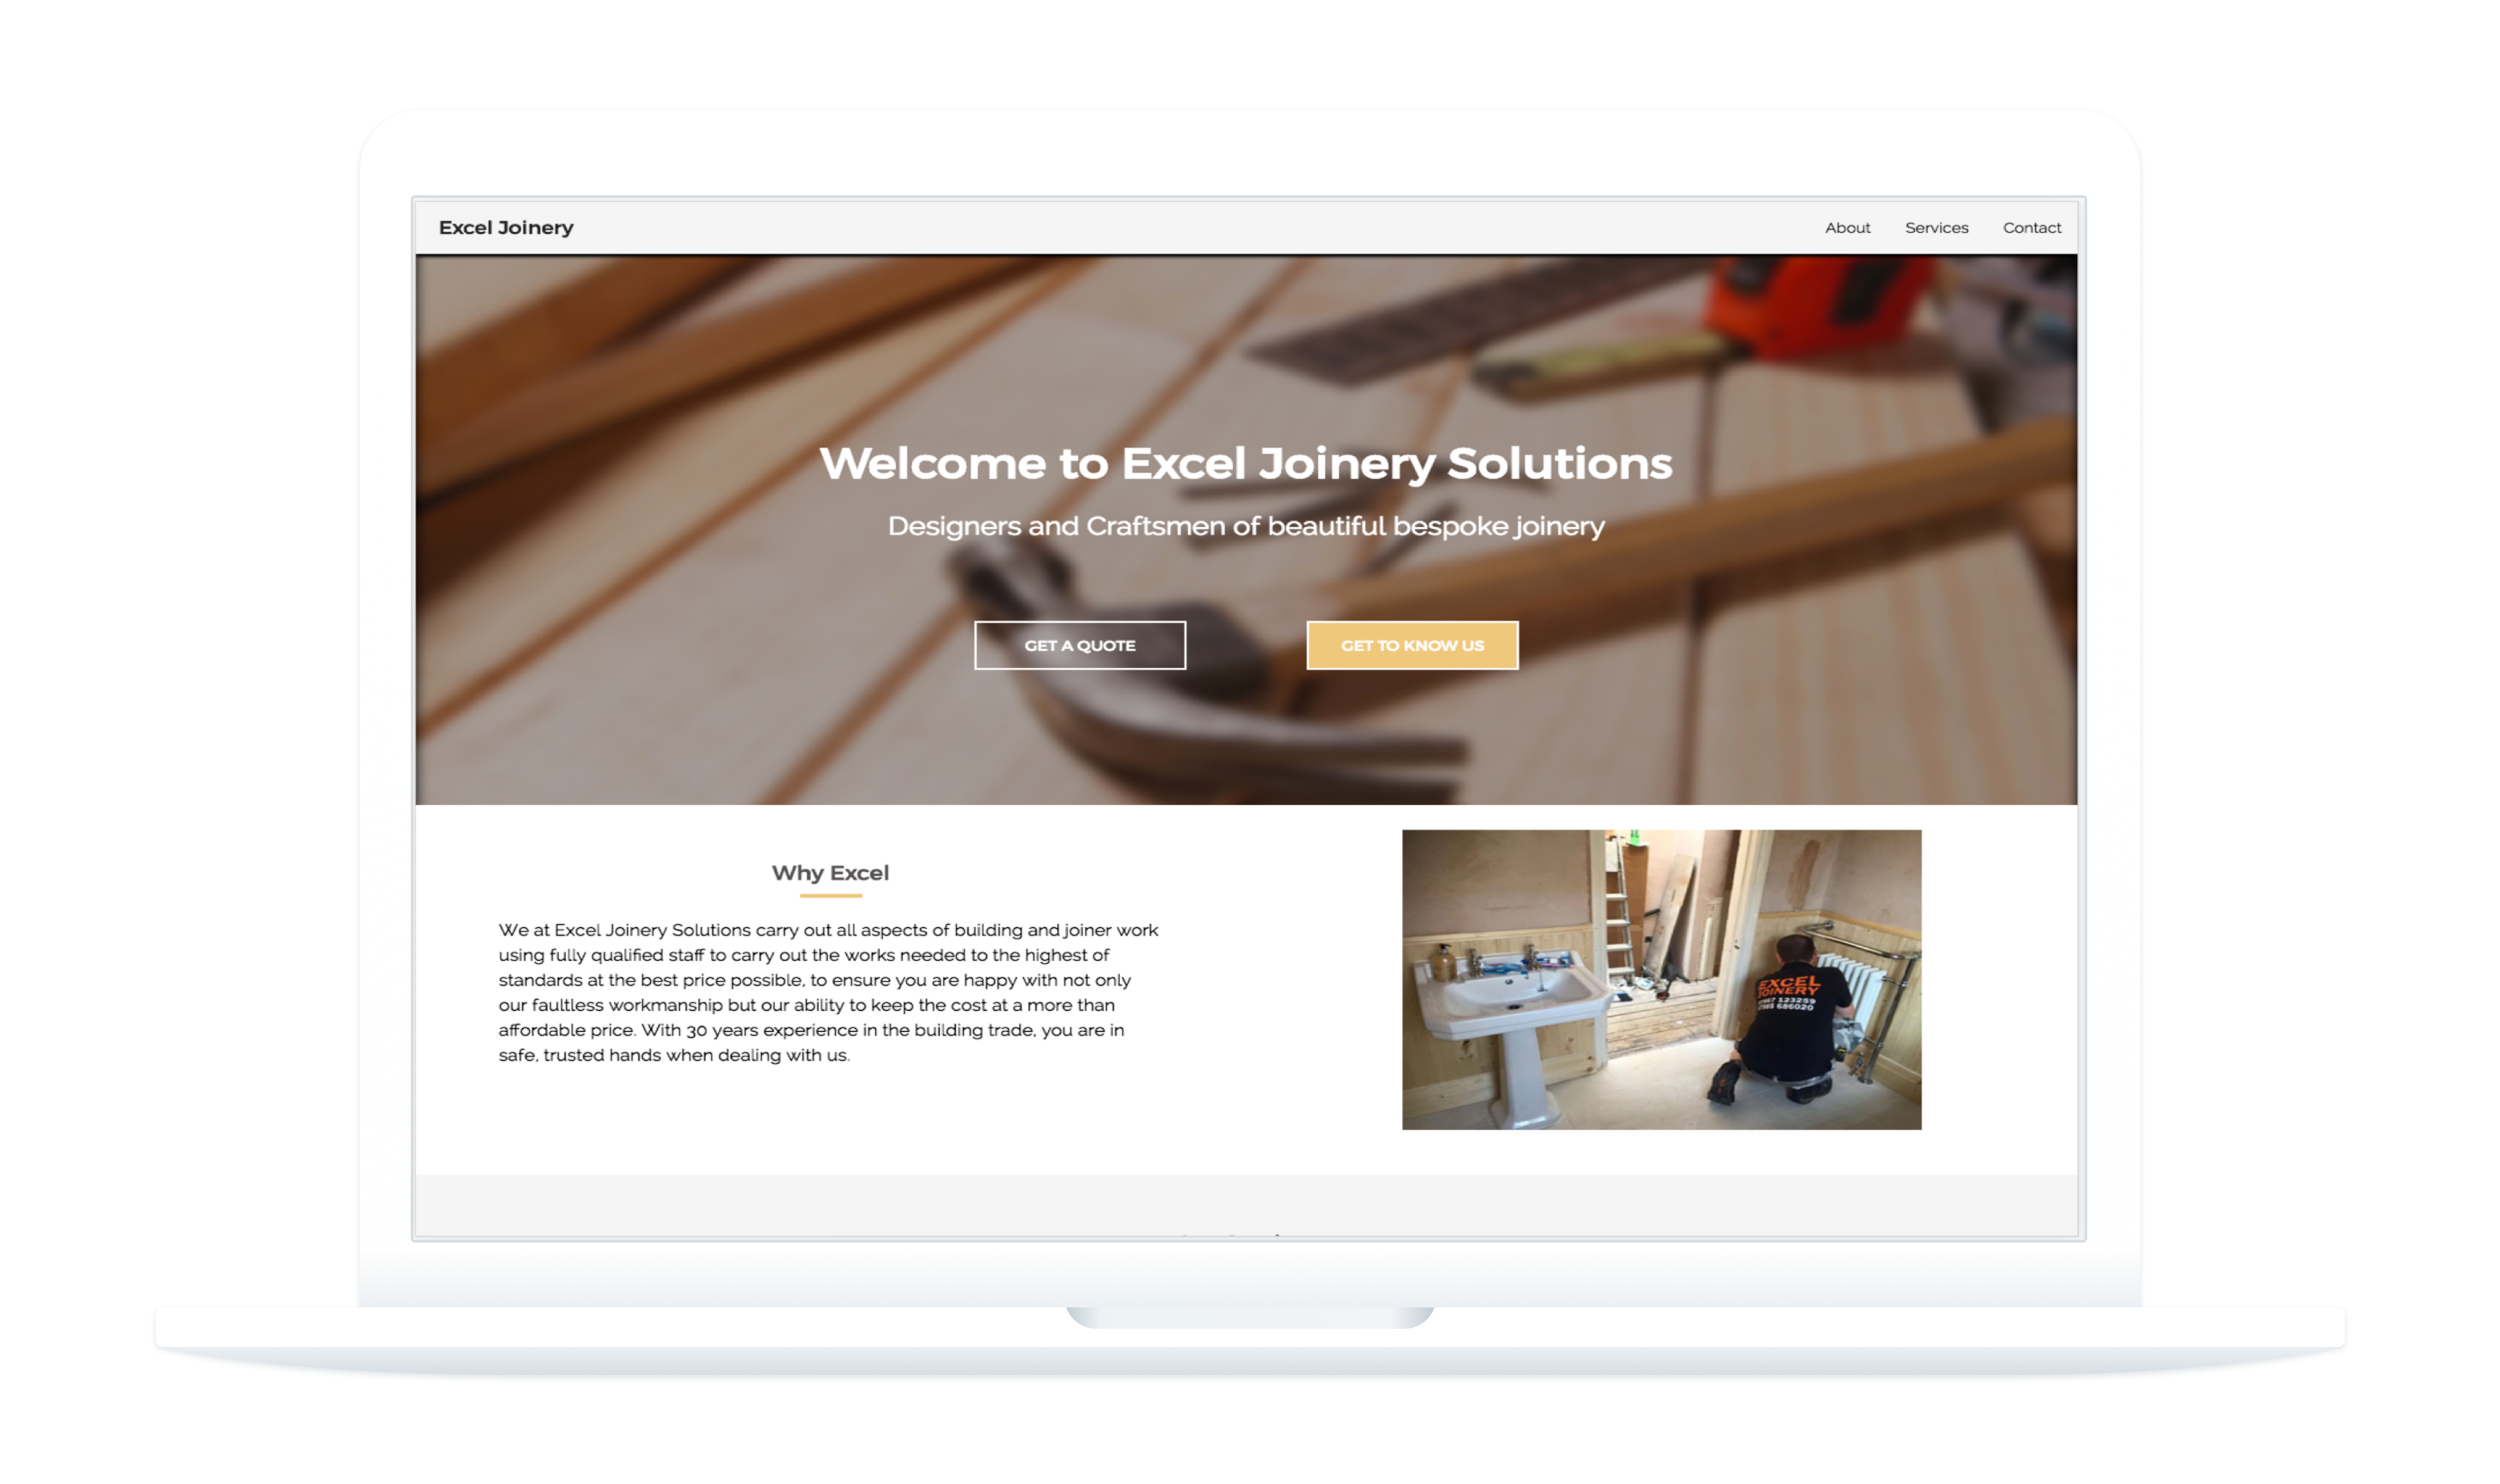 Excel Joinery
About Services Contact
Welcome to Excel Joinery Solutions
Designers and Craftsmen of beautiful bespoke joinery
GET A QUOTE
GET TO KNOW US
Why Excel
We at Excel Joinery Solutions carry out all aspects of building and joiner work
using fully qualified staff to carry out the works needed to the highest of
standards at the best price possible, to ensure you are happy with not only
our faultless workmanship but our ability to keep the cost at a more than
affordable price. With 30 years experience in the building trade, you are in
safe, trusted hands when dealing with us.
EXCEL
JOINERY
123259
686020